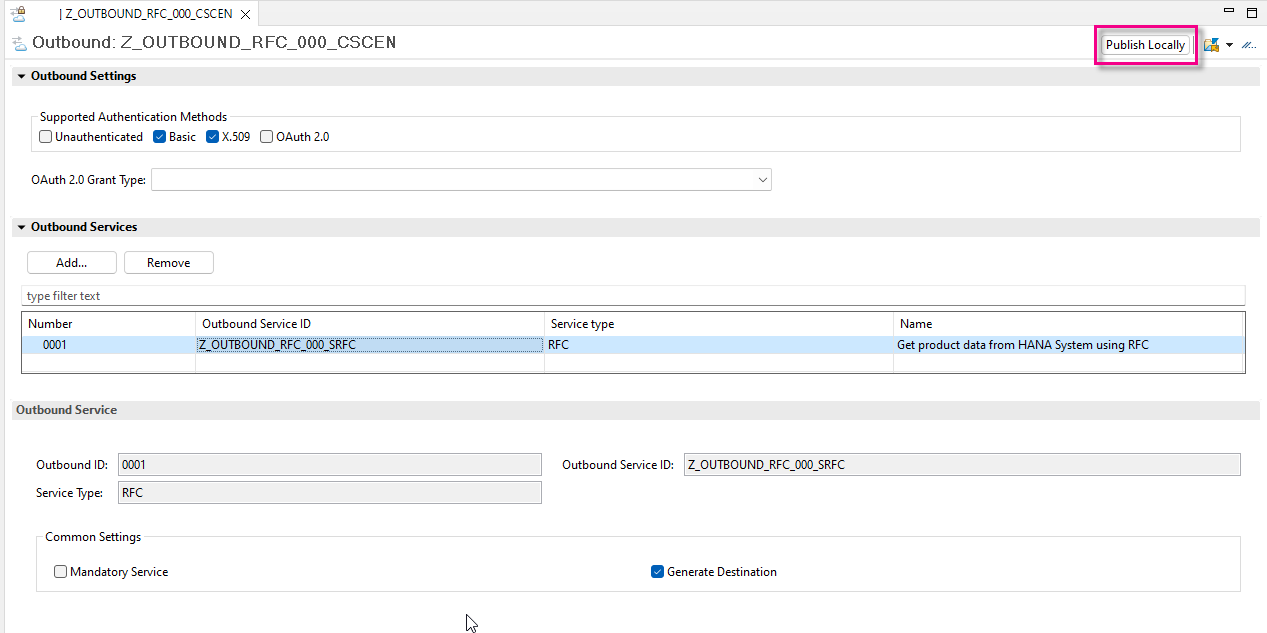 | Z_OUTBOUND_RFC_000_CSCEN
Outbound: Z_OUTBOUND_RFC_000_CSCEN
Publish Locally
Outbound Settings
Supported Authentication Methods
Unauthenticated Basic X.509 OAuth 2.0
OAuth 2.0 Grant Type:
Outbound Services
Add... Remove
type filter text
Number Outbound Service ID Service type Name
0001 Z_OUTBOUND_RFC_000_SRFC RFC Get product data from HANA System using RFC
Outbound Service
Outbound ID: 0001 Outbound Service ID: Z_OUTBOUND_RFC_000_SRFC
Service Type: RFC
Common Settings
Mandatory Service Generate Destination